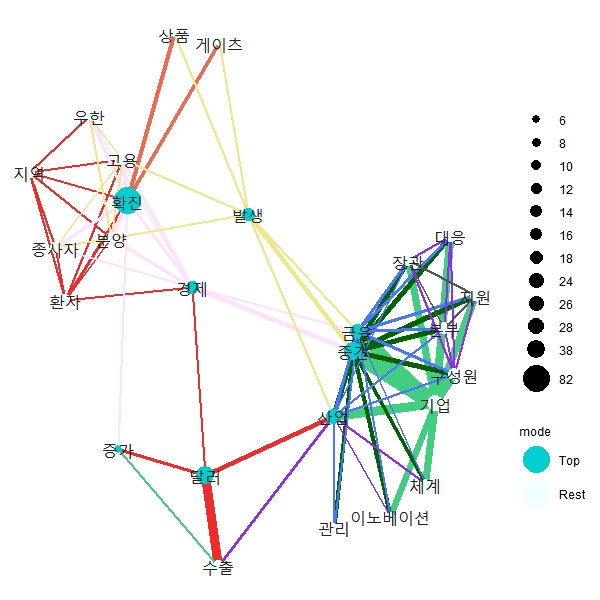 상품
게이츠
우한
고용
지역
확진
발생
분양
종사자
환자
경제
대응
장관
지원
금융
본부
중견
구성원
기업
산업
증가
달러
체계
이노베이션
관리
수출
6
8
10
12
14
16
18
24
26
28
38
82
mode
Top
Rest